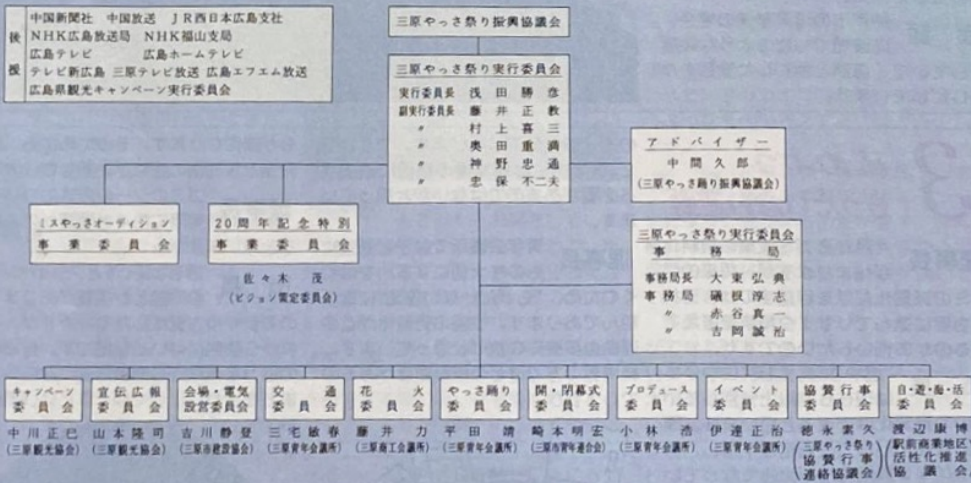 後援
中国新聞社 中国放送 JR西日本広島支社
NHK広島放送局 NHK福山支局
広島テレビ 広島ホームテレビ
テレビ新広島 三原テレビ放送 広島エフエム放送
広島県観光キャンペーン実行委員会
三原やっさ祭り振興協議会
三原やっさ祭り実行委員会
実行委員長 浅田勝彦
副実行委員長 藤井正教
〃 村上喜三
〃 奥田重満
〃 神野忠通
〃 忠保不二夫
アドバイザー
中間久郎
(三原やっさ踊り振興協議会)
ミスやっさオーディション
事業委員会
20周年記念特別
事業委員会
佐々木茂
(ビジョン策定委員会)
三原やっさ祭り実行委員会
事務局
事務局長 大東弘典
事務局 礒根厚志
〃 赤谷真一
〃 吉岡誠治
キャンペーン
委員会
中川正巳
(三原観光協会)
宣伝広報
委員会
山本隆司
(三原観光協会)
会場・電気
設営委員会
吉川静登
(三原市建設協会)
交通
委員会
三宅敏春
(三原青年会議所)
花火
委員会
藤井力
(三原商工会議所)
やっさ踊り
委員会
平田靖
(三原青年会議所)
開・閉幕式
委員会
崎本明宏
(三原市青年連合会)
プロデュース
委員会
小林浩
(三原青年会議所)
イベント
委員会
伊達正治
(三原青年会議所)
協賛行事
委員会
徳永素久
(三原やっさ祭り
協賛行事
連絡協議会)
自・遊・海・活
委員会
渡辺康博
(駅前商業地区
活性化推進
協議会)